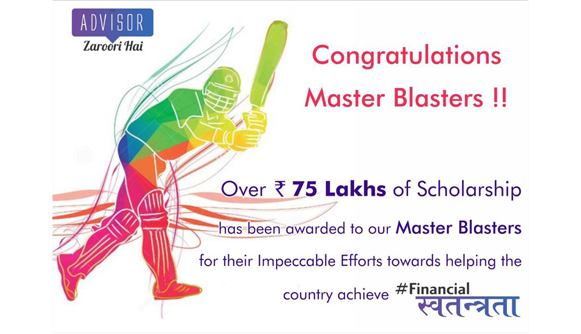 ADVISOR
Zaroori Hai
Congratulations
Master Blasters !!
Over ₹ 75 Lakhs of Scholarship
has been awarded to our Master Blasters
for their Impeccable Efforts towards helping the
country achieve #Financial
स्वतन्त्रता